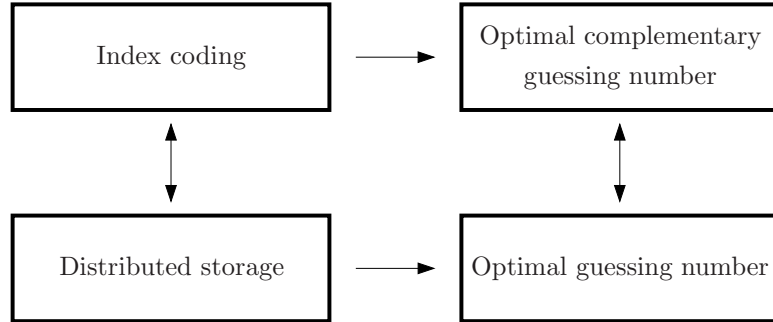 Index coding
Optimal complementary
guessing number
Distributed storage
Optimal guessing number